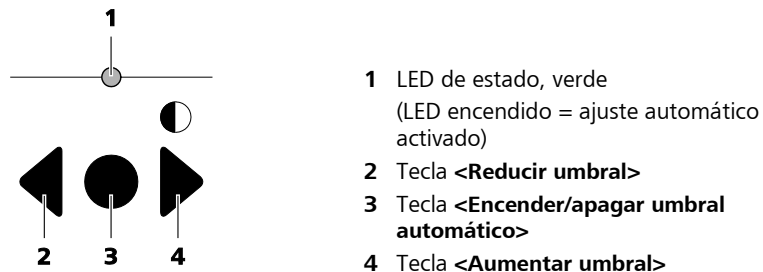 1
2 3 4
1 LED de estado, verde
(LED encendido = ajuste automático
activado)
2 Tecla <Reducir umbral>
3 Tecla <Encender/apagar umbral
automático>
4 Tecla <Aumentar umbral>